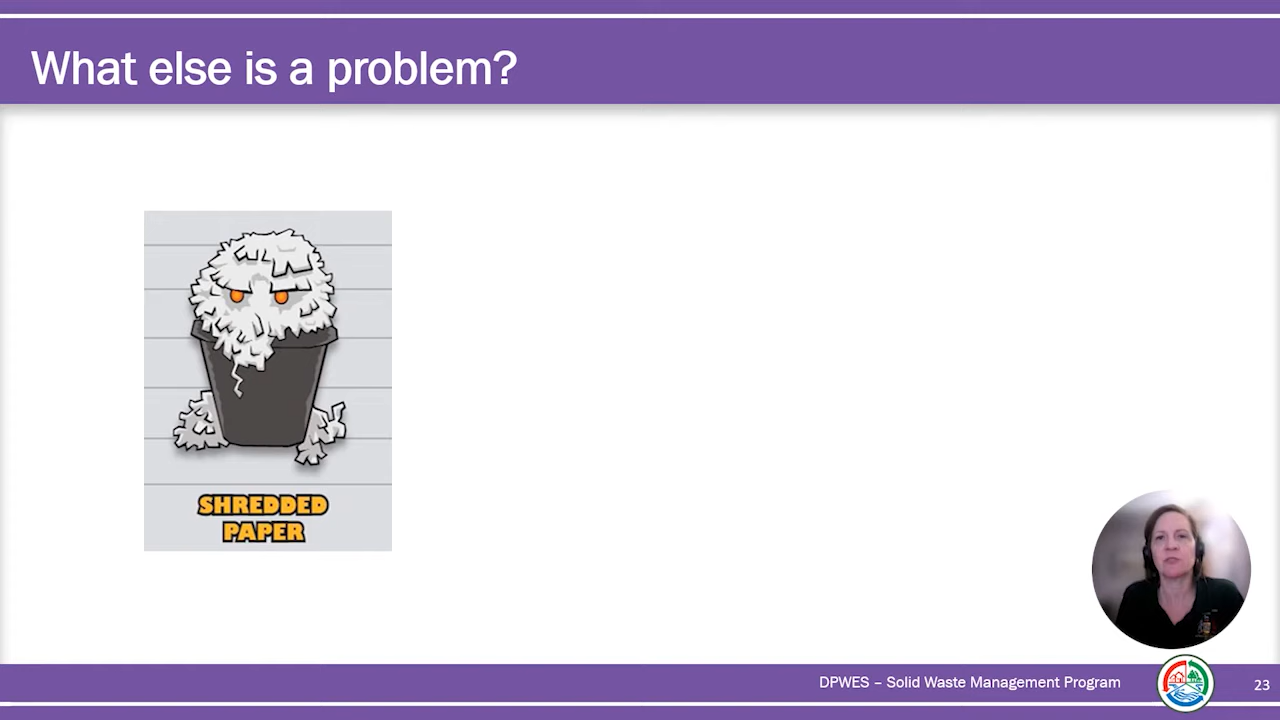 What else is a problem?
SHREDDED
PAPER
DPWES – Solid Waste Management Program
23